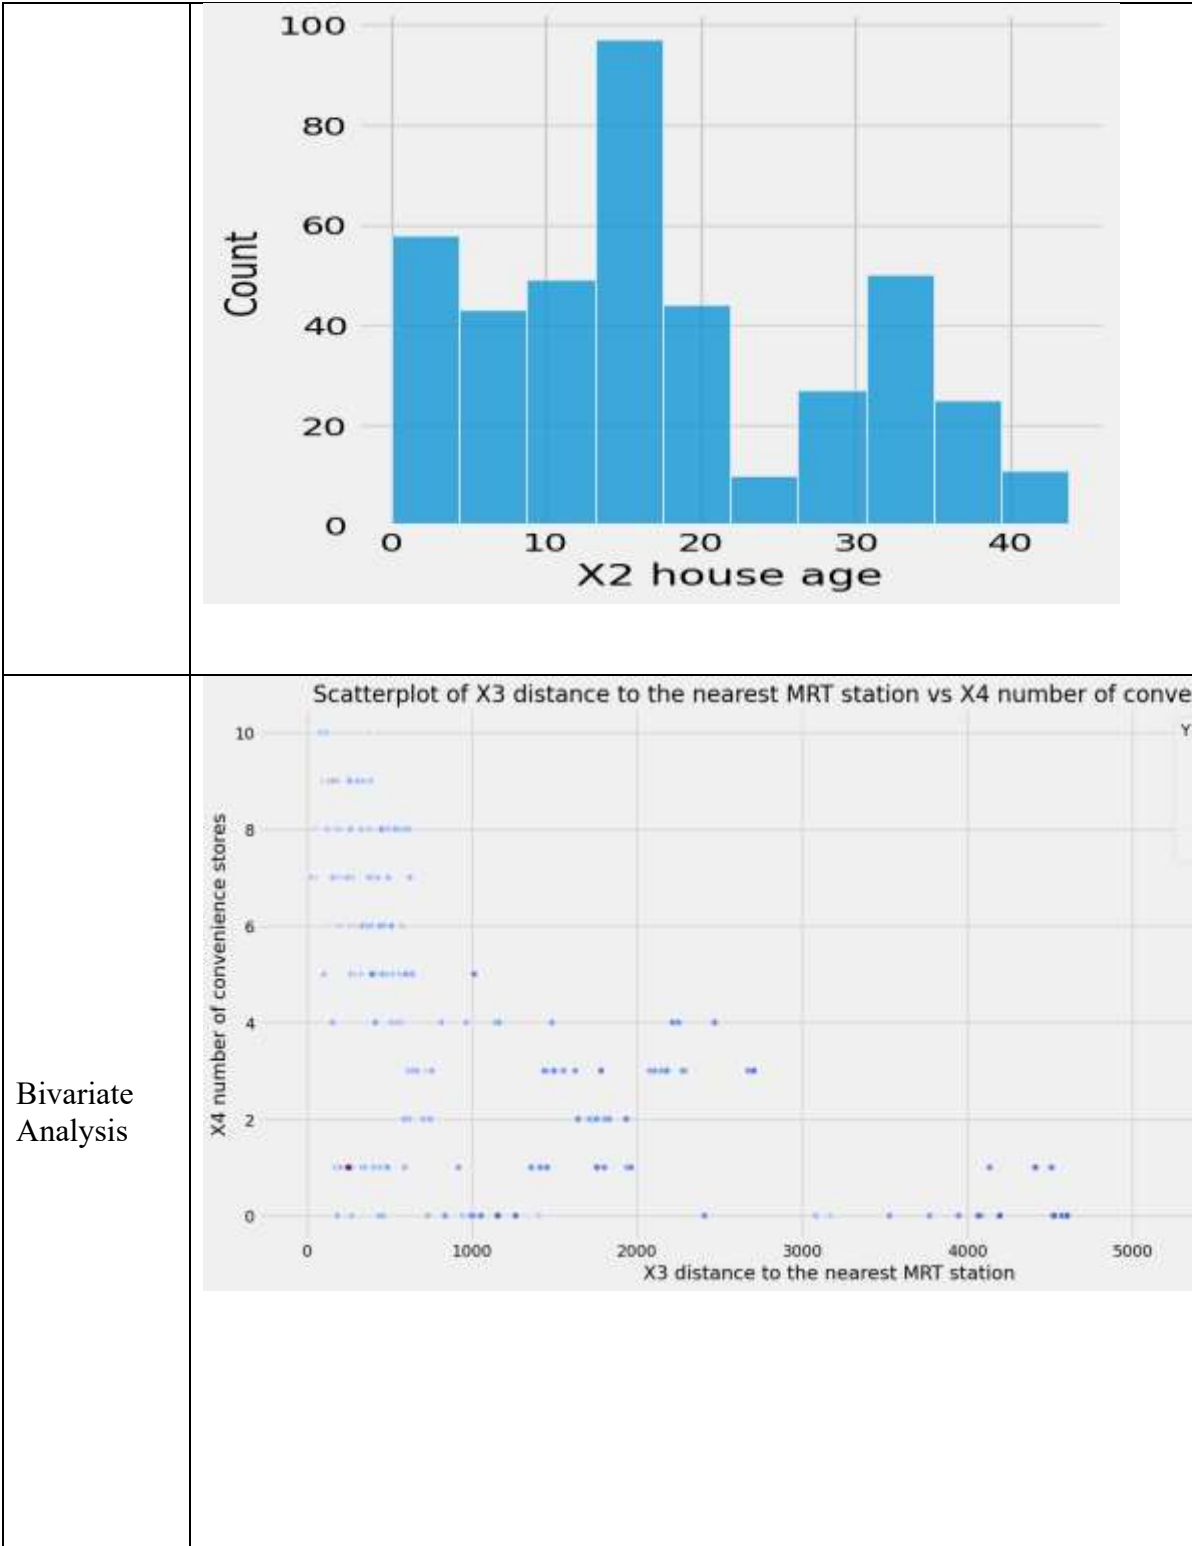 100
80
60
40
20
0
Count
0 10 20 30 40
X2 house age
Bivariate
Analysis
Scatterplot of X3 distance to the nearest MRT station vs X4 number of conve
Y
10
8
6
4
2
0
X4 number of convenience stores
0 1000 2000 3000 4000 5000
X3 distance to the nearest MRT station